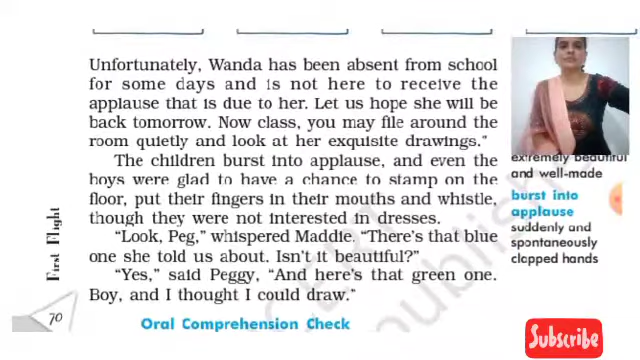 Unfortunately, Wanda has been absent from school
for some days and is not here to receive the
applause that is due to her. Let us hope she will be
back tomorrow. Now class, you may file around the
room quietly and look at her exquisite drawings."
The children burst into applause, and even the
boys were glad to have a chance to stamp on the
floor, put their fingers in their mouths and whistle,
though they were not interested in dresses.
“Look, Peg,” whispered Maddie, “There’s that blue
one she told us about. Isn’t it beautiful?”
“Yes,” said Peggy, “And here’s that green one.
Boy, and I thought I could draw.”
Oral Comprehension Check
extremely beautiful
and well-made
burst into
applause
suddenly and
spontaneously
clapped hands
First Flight
70
Subscribe